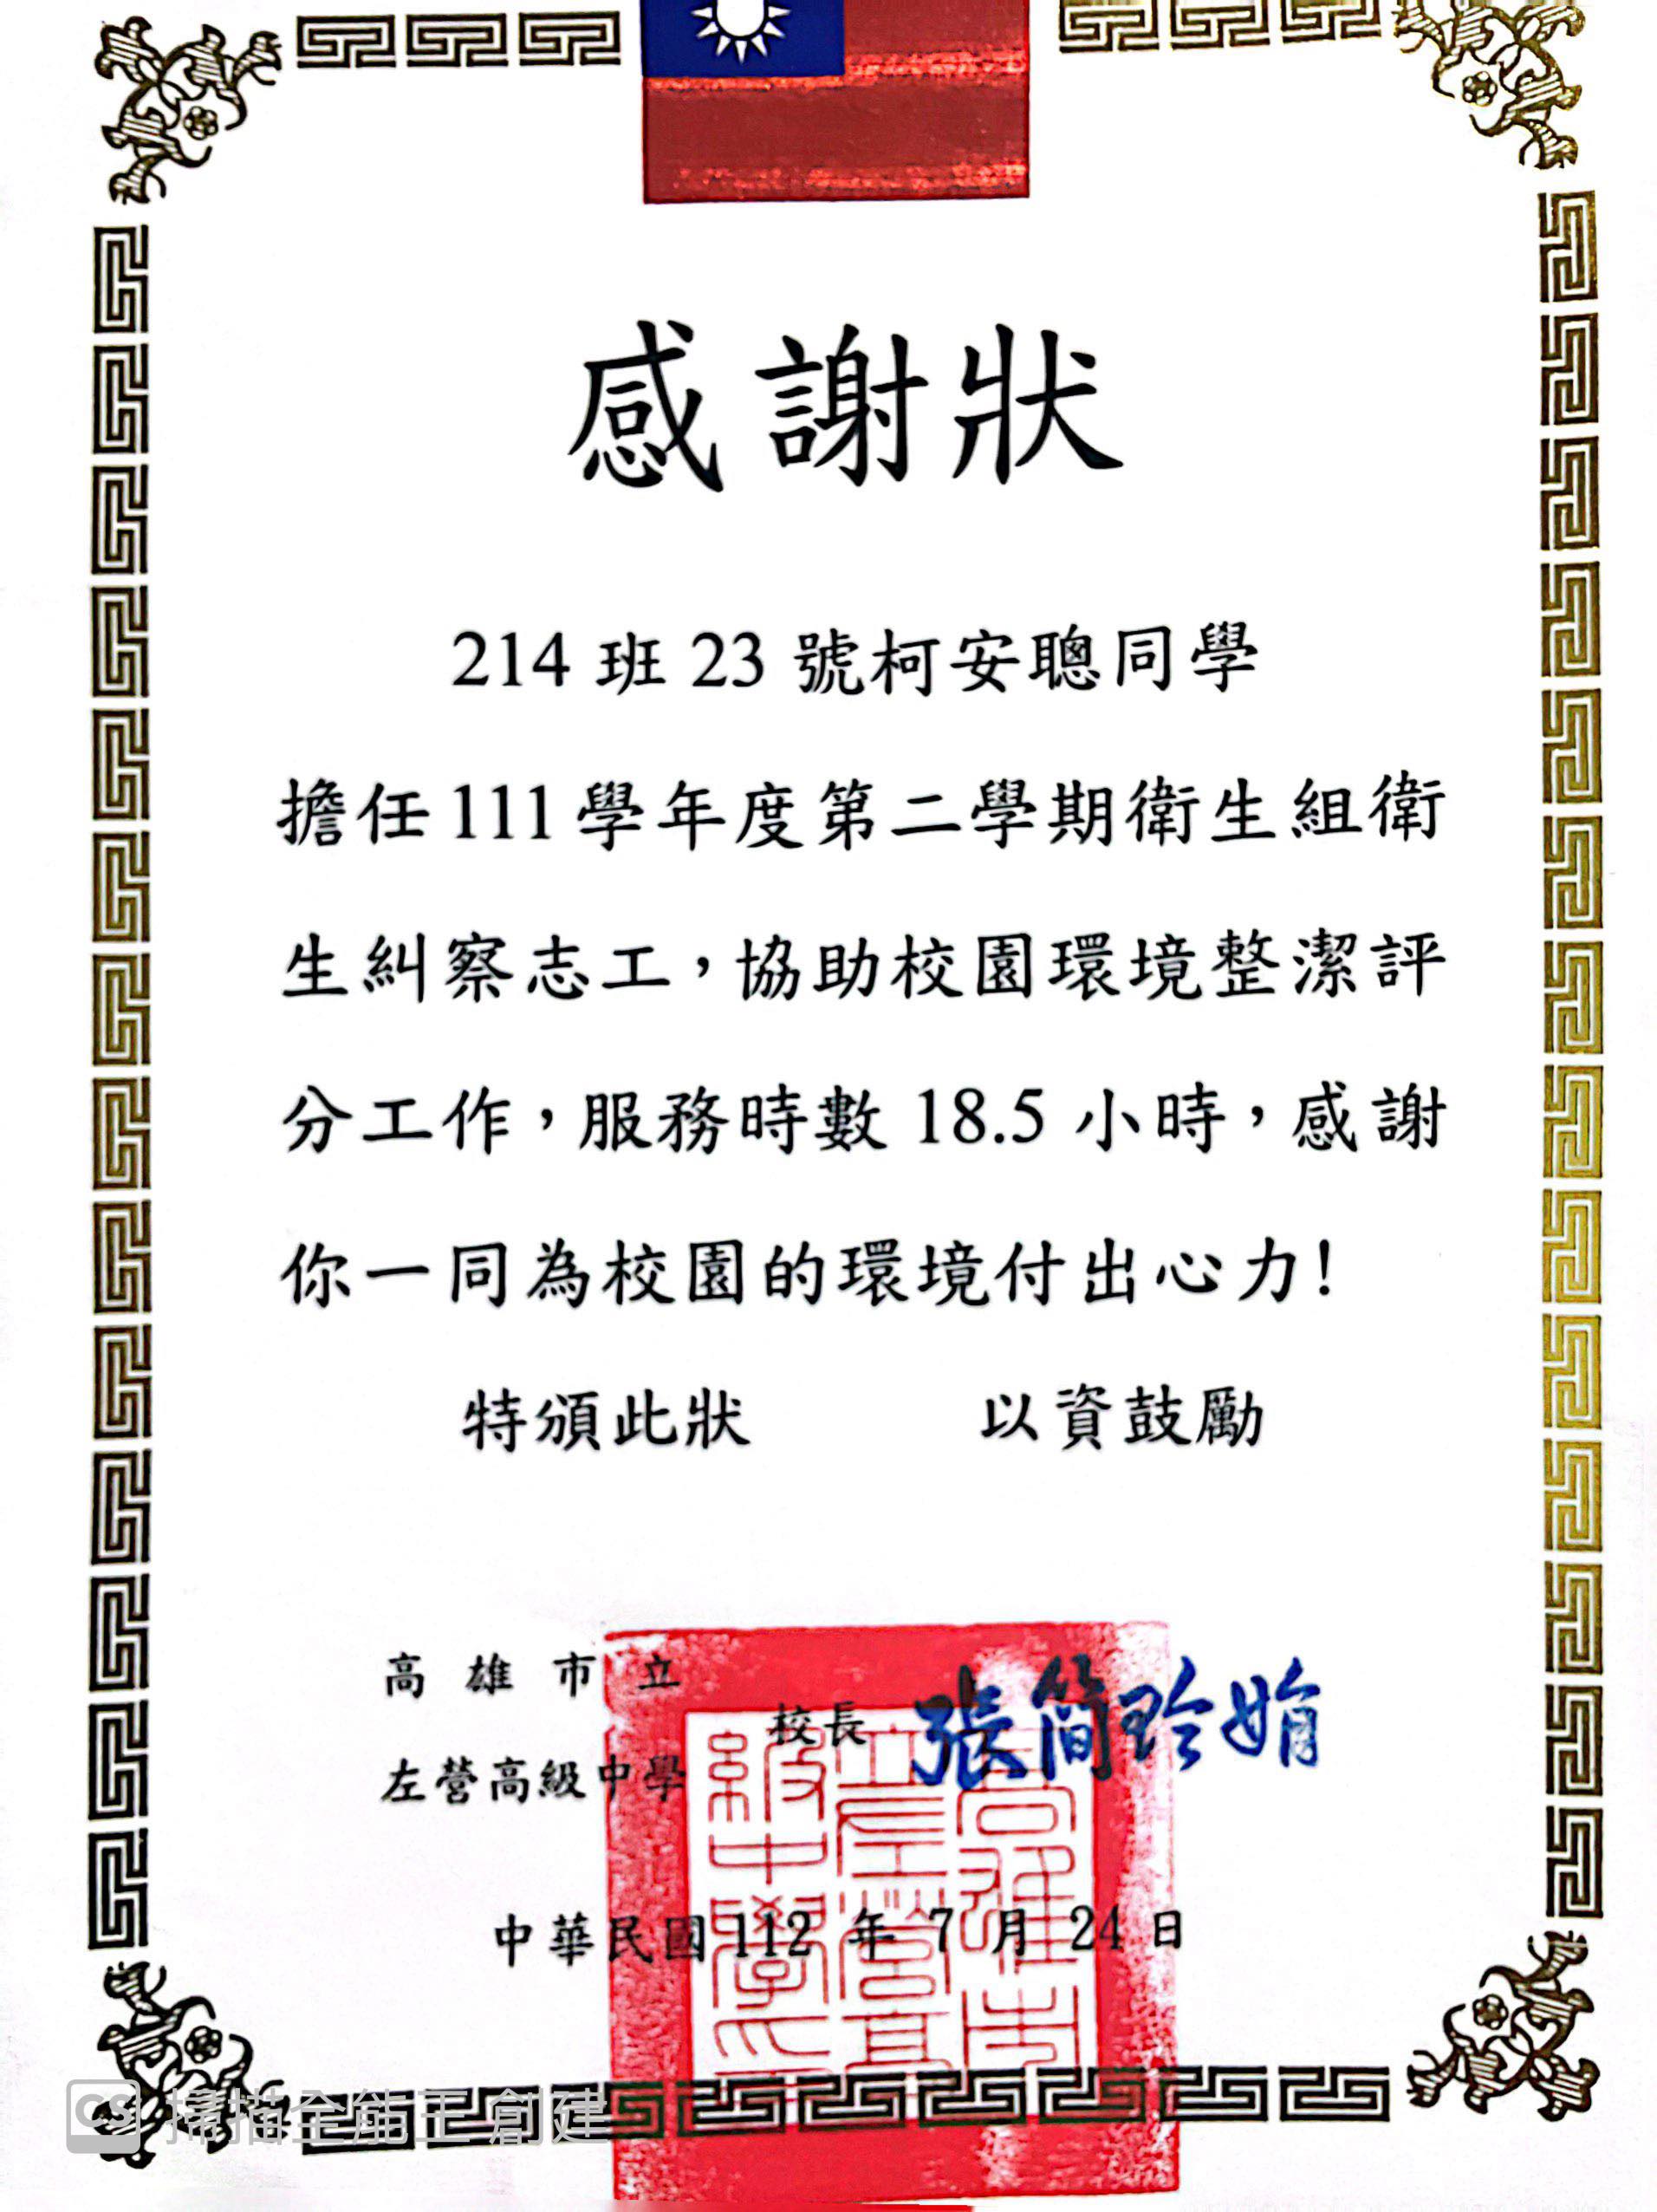 感謝狀
214 班 23 號柯安聰同學
擔任 111 學年度第二學期衛生組衛
生糾察志工，協助校園環境整潔評
分工作，服務時數 18.5 小時，感謝
你一同為校園的環境付出心力!
特頒此狀 以資鼓勵
高雄市立
左營高級中學
校長 張簡玲娟
中華民國 112 年 7 月 24 日
CS 掃描全能王 創建